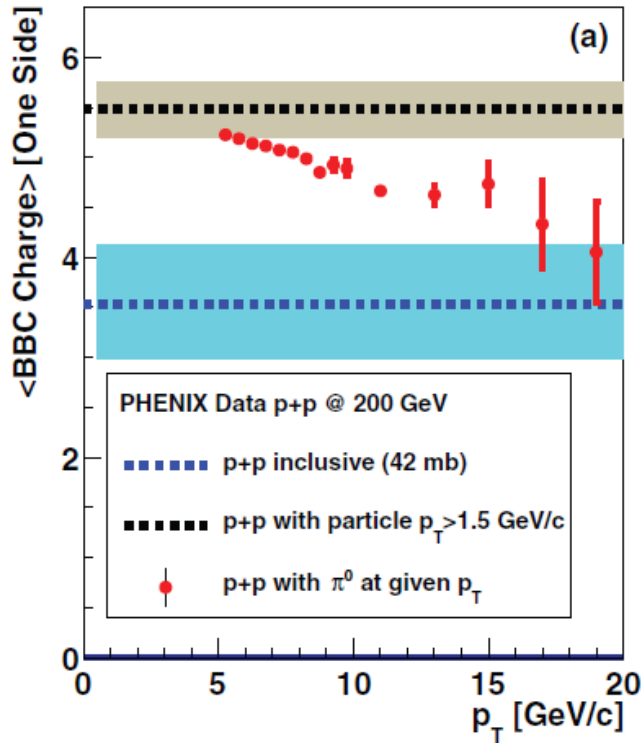 (a)
<BBC Charge> [One Side]
6
4
2
0
PHENIX Data p+p @ 200 GeV
p+p inclusive (42 mb)
p+p with particle p_T>1.5 GeV/c
p+p with π⁰ at given p_T
0 5 10 15 20
p_T [GeV/c]